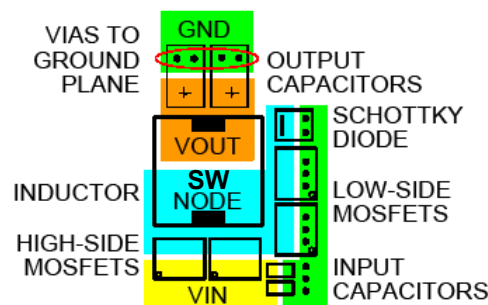 VIAS TO
GROUND
PLANE
GND
OUTPUT
CAPACITORS
SCHOTTKY
DIODE
VOUT
INDUCTOR
SW
NODE
LOW-SIDE
MOSFETS
HIGH-SIDE
MOSFETS
VIN
INPUT
CAPACITORS